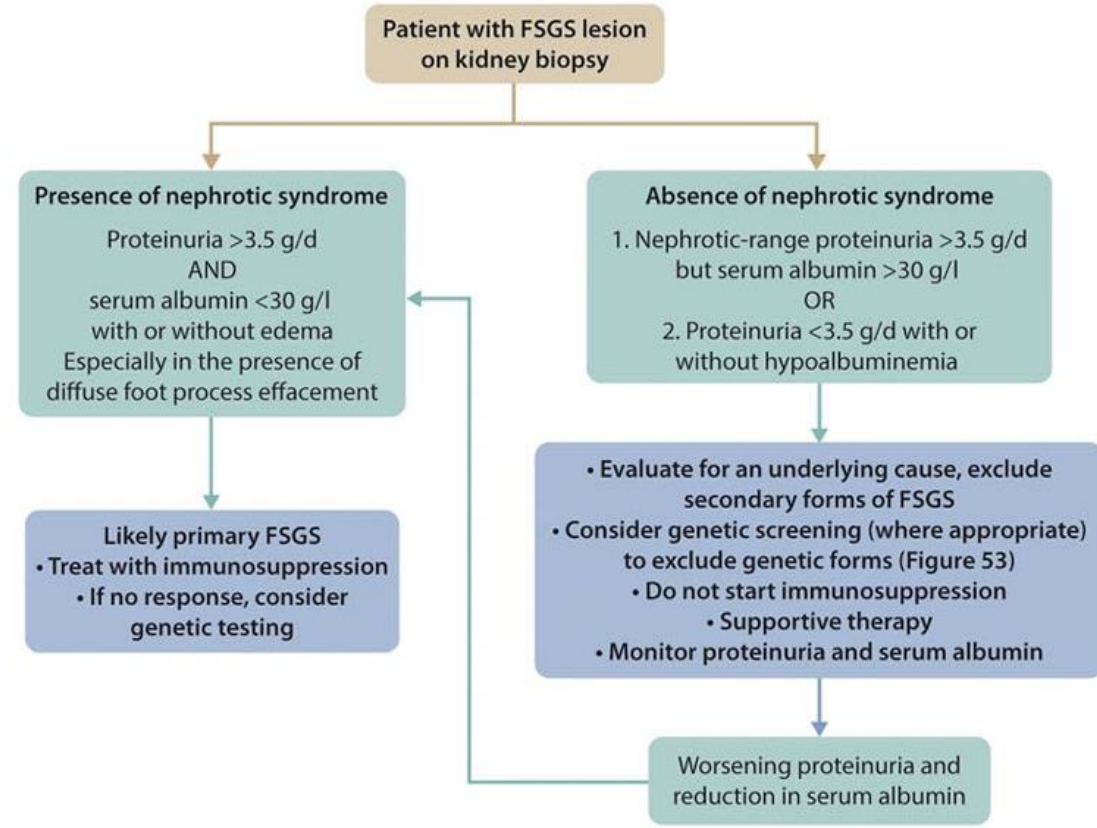 Patient with FSGS lesion
on kidney biopsy
Presence of nephrotic syndrome
Proteinuria >3.5 g/d
AND
serum albumin <30 g/l
with or without edema
Especially in the presence of
diffuse foot process effacement
Likely primary FSGS
• Treat with immunosuppression
• If no response, consider
genetic testing
Absence of nephrotic syndrome
1. Nephrotic-range proteinuria >3.5 g/d
but serum albumin >30 g/l
OR
2. Proteinuria <3.5 g/d with or
without hypoalbuminemia
• Evaluate for an underlying cause, exclude
secondary forms of FSGS
• Consider genetic screening (where appropriate)
to exclude genetic forms (Figure 53)
• Do not start immunosuppression
• Supportive therapy
• Monitor proteinuria and serum albumin
Worsening proteinuria and
reduction in serum albumin